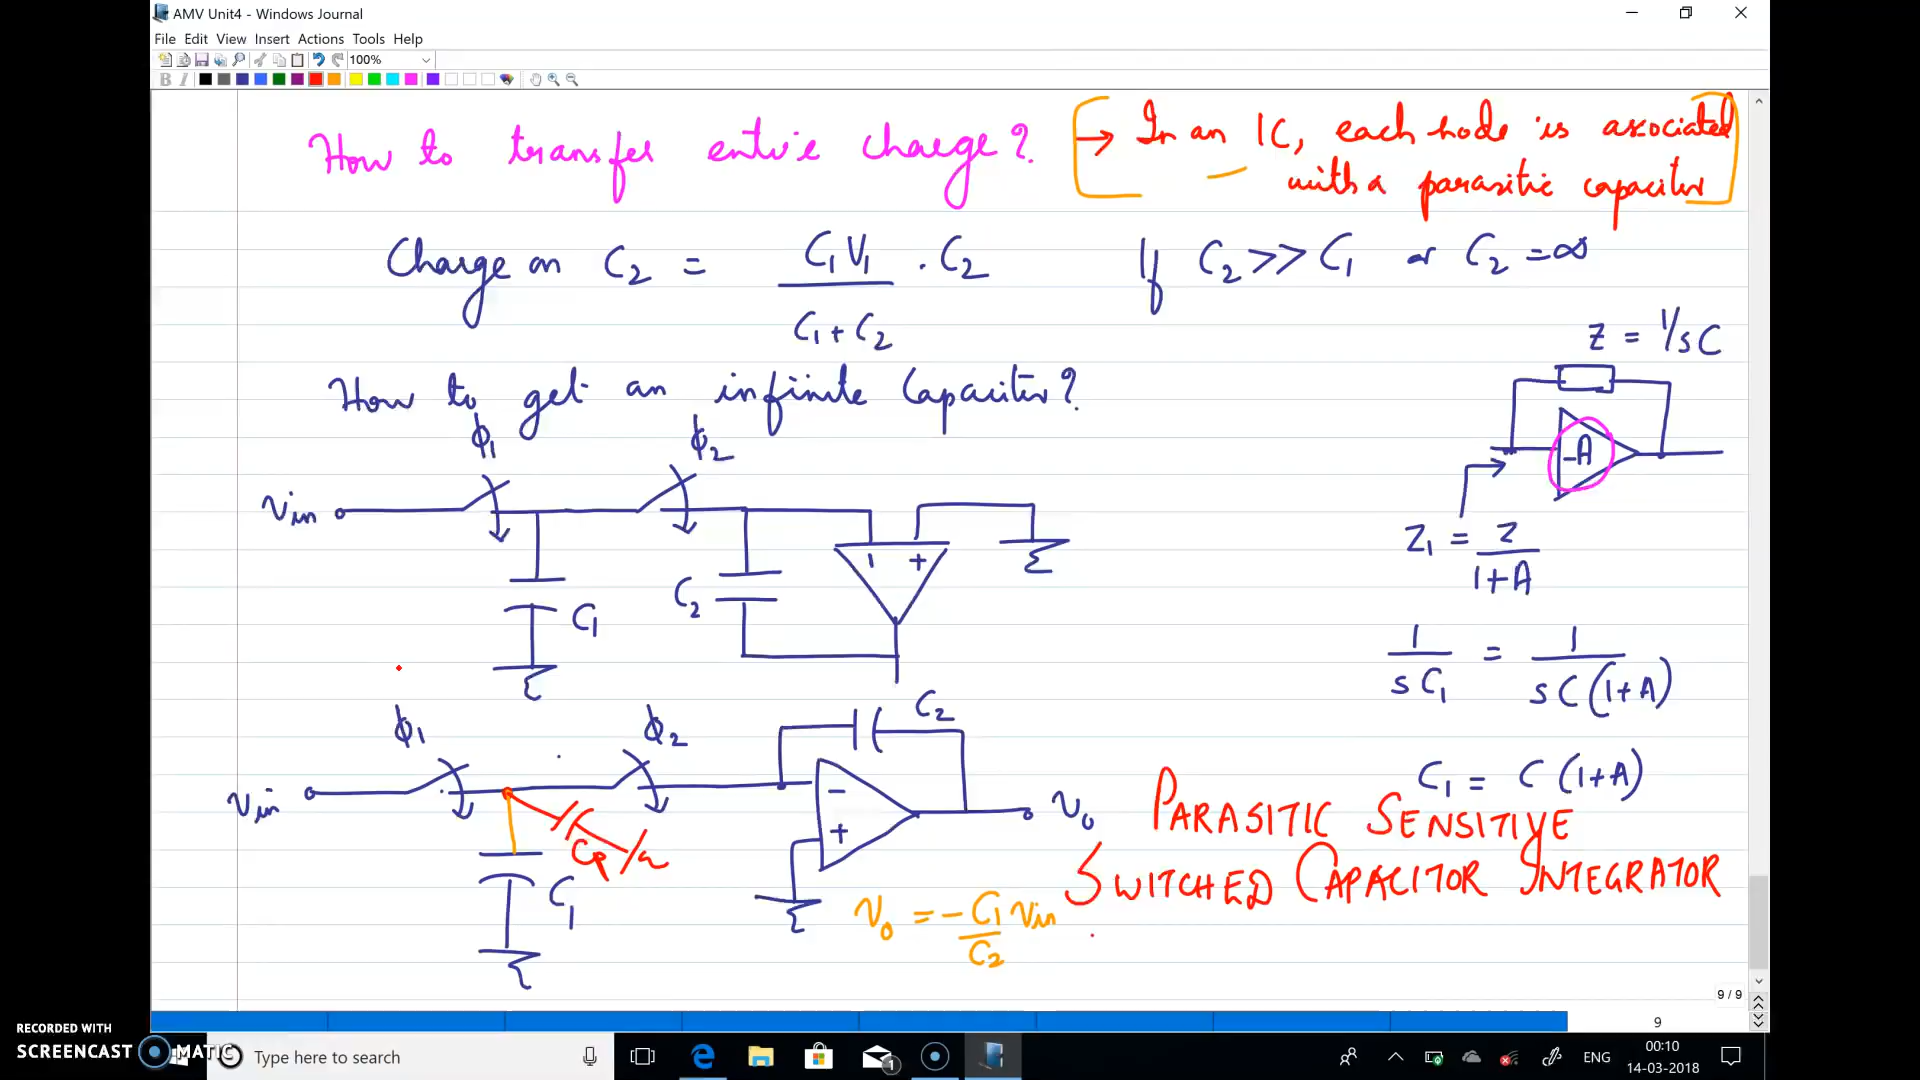 AMV Unit4 - Windows Journal
File Edit View Insert Actions Tools Help
100%
B I
How to transfer entire charge?
→ In an IC, each node is asociated
with a parasitic capacitor
Charge on C2 = C1V1 / C1+C2 . C2
If C2 >> C1 or C2 = ∞
Z = 1/sC
How to get an infinite Capacitor?
-A
ϕ1 ϕ2
Vin
- +
Z1 = Z / 1+A
C2
C1
1 / sC1 = 1 / sC(1+A)
C1 = C(1+A)
ϕ1 ϕ2 C2
Vin
- +
V0
Cp
C1
PARASITIC SENSITIVE
SWITCHED CAPACITOR INTEGRATOR
V0 = - C1 / C2 Vin
9 / 9
9
RECORDED WITH
SCREENCAST MATIC
Type here to search
1
ENG
00:10
14-03-2018